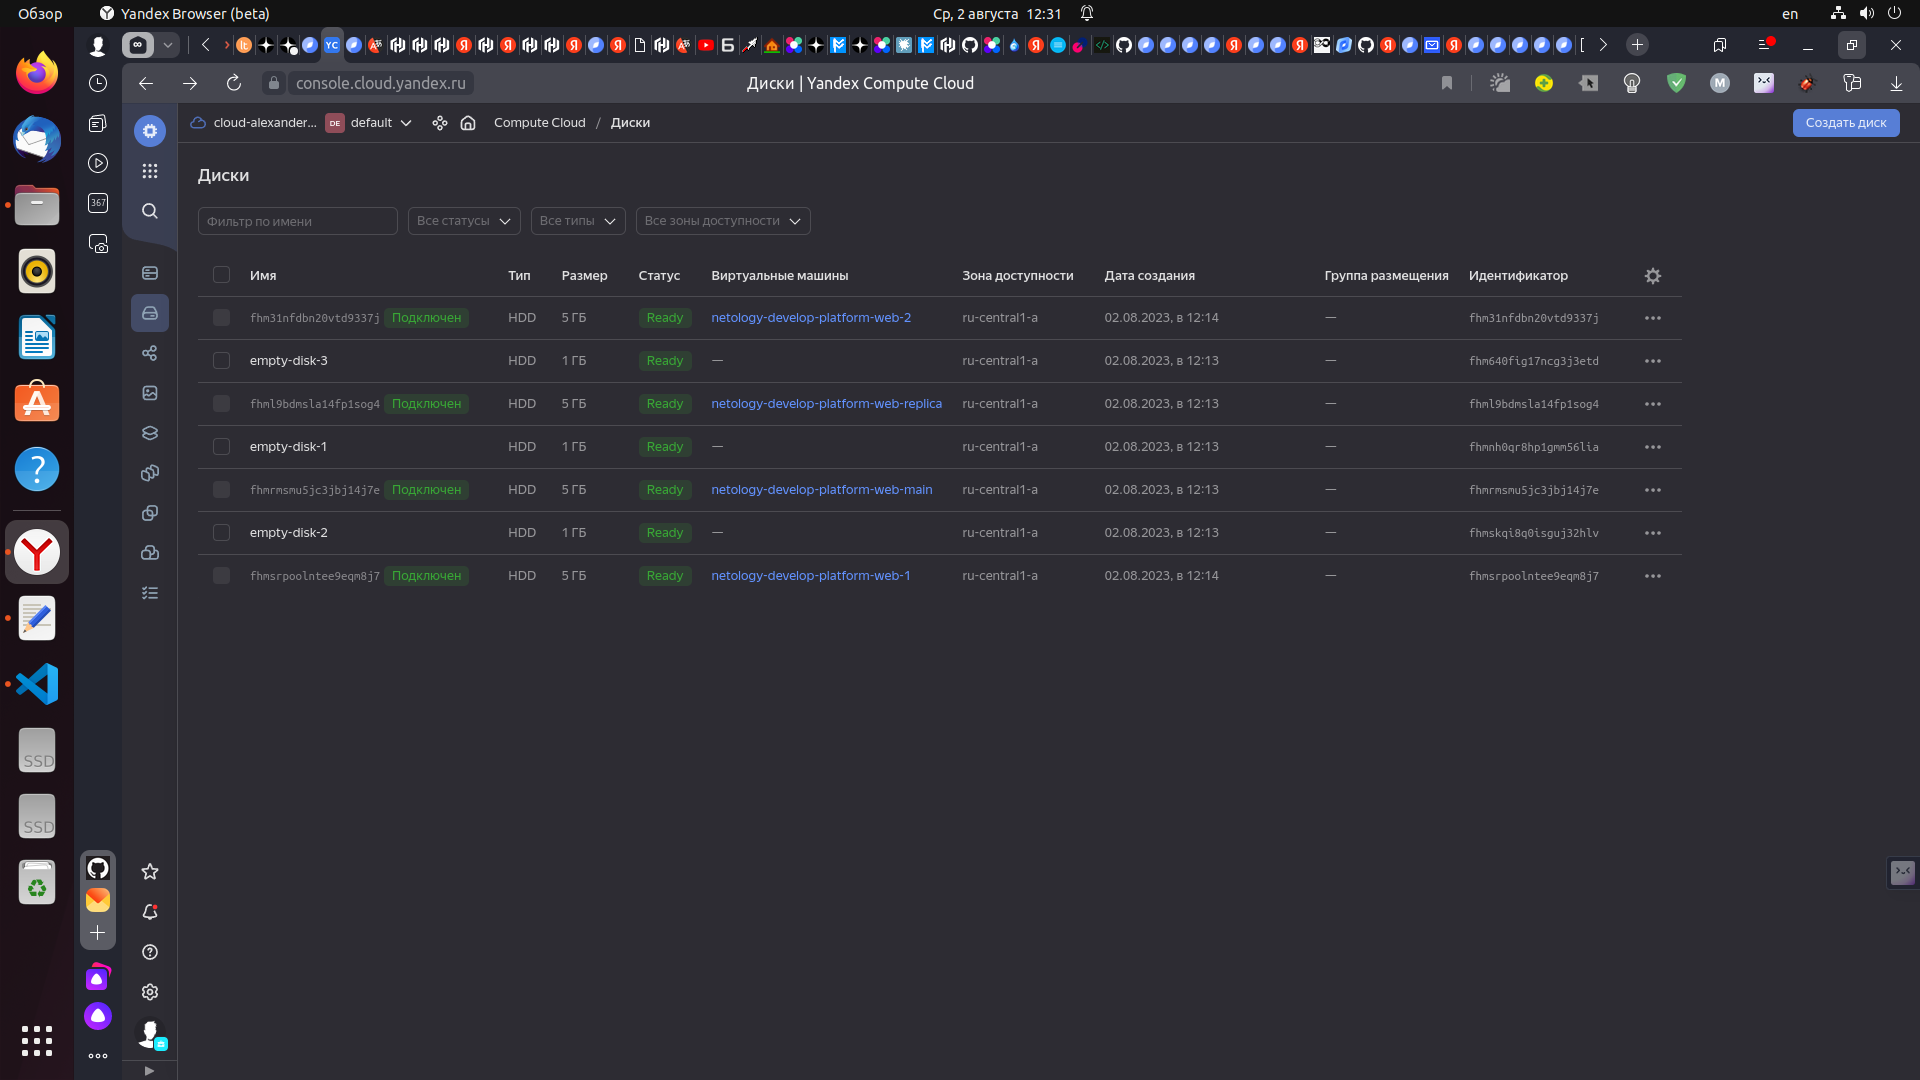 Обзор
Yandex Browser (beta)
Ср, 2 августа 12:31
en
console.cloud.yandex.ru
Диски | Yandex Compute Cloud
cloud-alexander...
DE
default
Compute Cloud / Диски
Создать диск
367
Диски
Фильтр по имени
Все статусы
Все типы
Все зоны доступности
Имя Тип Размер Статус Виртуальные машины Зона доступности Дата создания Группа размещения Идентификатор
fhm31nfdbn20vtd9337j Подключен HDD 5 ГБ Ready netology-develop-platform-web-2 ru-central1-a 02.08.2023, в 12:14 — fhm31nfdbn20vtd9337j
empty-disk-3 HDD 1 ГБ Ready — ru-central1-a 02.08.2023, в 12:13 — fhm640fig17ncg3j3etd
fhml9bdmsla14fp1sog4 Подключен HDD 5 ГБ Ready netology-develop-platform-web-replica ru-central1-a 02.08.2023, в 12:13 — fhml9bdmsla14fp1sog4
empty-disk-1 HDD 1 ГБ Ready — ru-central1-a 02.08.2023, в 12:13 — fhmnh0qr8hp1gmm56lia
fhmrmsmu5jc3jbj14j7e Подключен HDD 5 ГБ Ready netology-develop-platform-web-main ru-central1-a 02.08.2023, в 12:13 — fhmrmsmu5jc3jbj14j7e
empty-disk-2 HDD 1 ГБ Ready — ru-central1-a 02.08.2023, в 12:13 — fhmskqi8q0isguj32hlv
fhmsrpoolntee9eqm8j7 Подключен HDD 5 ГБ Ready netology-develop-platform-web-1 ru-central1-a 02.08.2023, в 12:14 — fhmsrpoolntee9eqm8j7
SSD
SSD